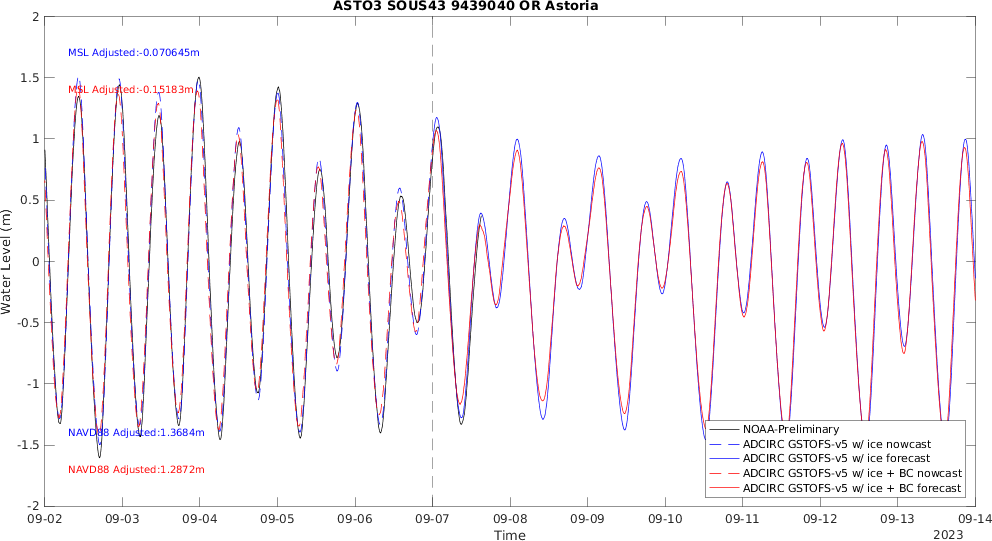 ASTO3 SOUS43 9439040 OR Astoria
Water Level (m)
2
1.5
1
0.5
0
-0.5
-1
-1.5
-2
MSL Adjusted:-0.070645m
MSL Adjusted:-0.15183m
NAVD88 Adjusted:1.3684m
NAVD88 Adjusted:1.2872m
NOAA-Preliminary
ADCIRC GSTOFS-v5 w/ ice nowcast
ADCIRC GSTOFS-v5 w/ ice forecast
ADCIRC GSTOFS-v5 w/ ice + BC nowcast
ADCIRC GSTOFS-v5 w/ ice + BC forecast
09-02 09-03 09-04 09-05 09-06 09-07 09-08 09-09 09-10 09-11 09-12 09-13 09-14
Time
2023